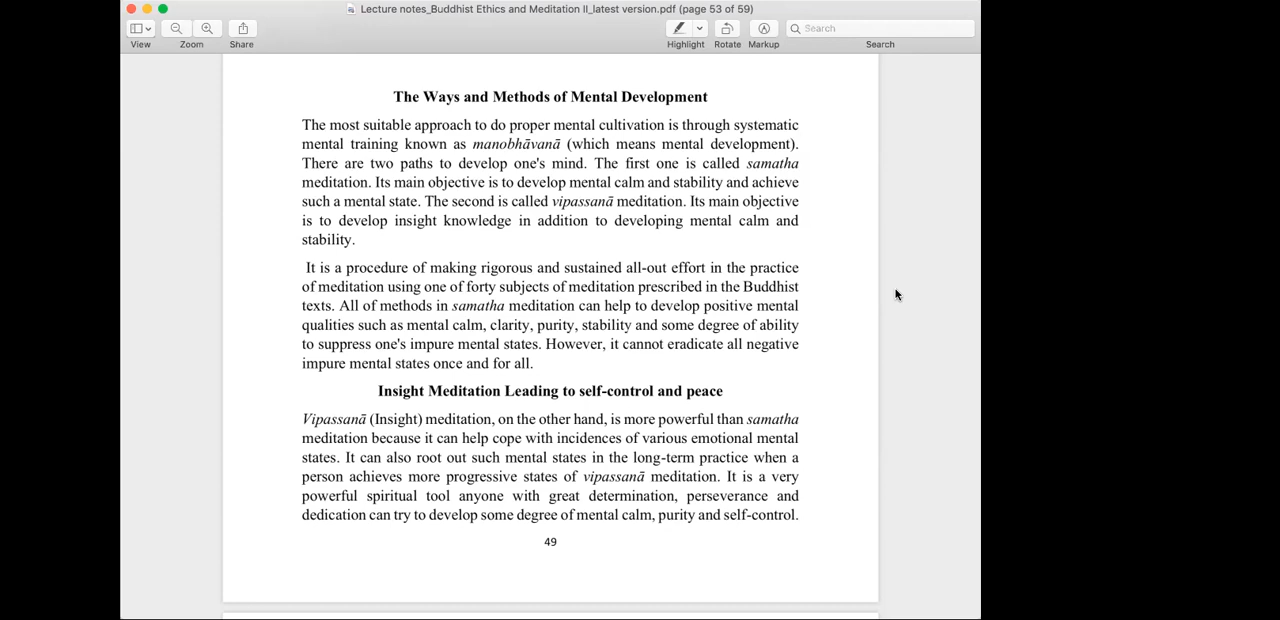 Lecture notes_Buddhist Ethics and Meditation II_latest version.pdf (page 53 of 59)
Search
View Zoom Share Highlight Rotate Markup Search
The Ways and Methods of Mental Development
The most suitable approach to do proper mental cultivation is through systematic
mental training known as manobhāvanā (which means mental development).
There are two paths to develop one's mind. The first one is called samatha
meditation. Its main objective is to develop mental calm and stability and achieve
such a mental state. The second is called vipassanā meditation. Its main objective
is to develop insight knowledge in addition to developing mental calm and
stability.
It is a procedure of making rigorous and sustained all-out effort in the practice
of meditation using one of forty subjects of meditation prescribed in the Buddhist
texts. All of methods in samatha meditation can help to develop positive mental
qualities such as mental calm, clarity, purity, stability and some degree of ability
to suppress one's impure mental states. However, it cannot eradicate all negative
impure mental states once and for all.
Insight Meditation Leading to self-control and peace
Vipassanā (Insight) meditation, on the other hand, is more powerful than samatha
meditation because it can help cope with incidences of various emotional mental
states. It can also root out such mental states in the long-term practice when a
person achieves more progressive states of vipassanā meditation. It is a very
powerful spiritual tool anyone with great determination, perseverance and
dedication can try to develop some degree of mental calm, purity and self-control.
49